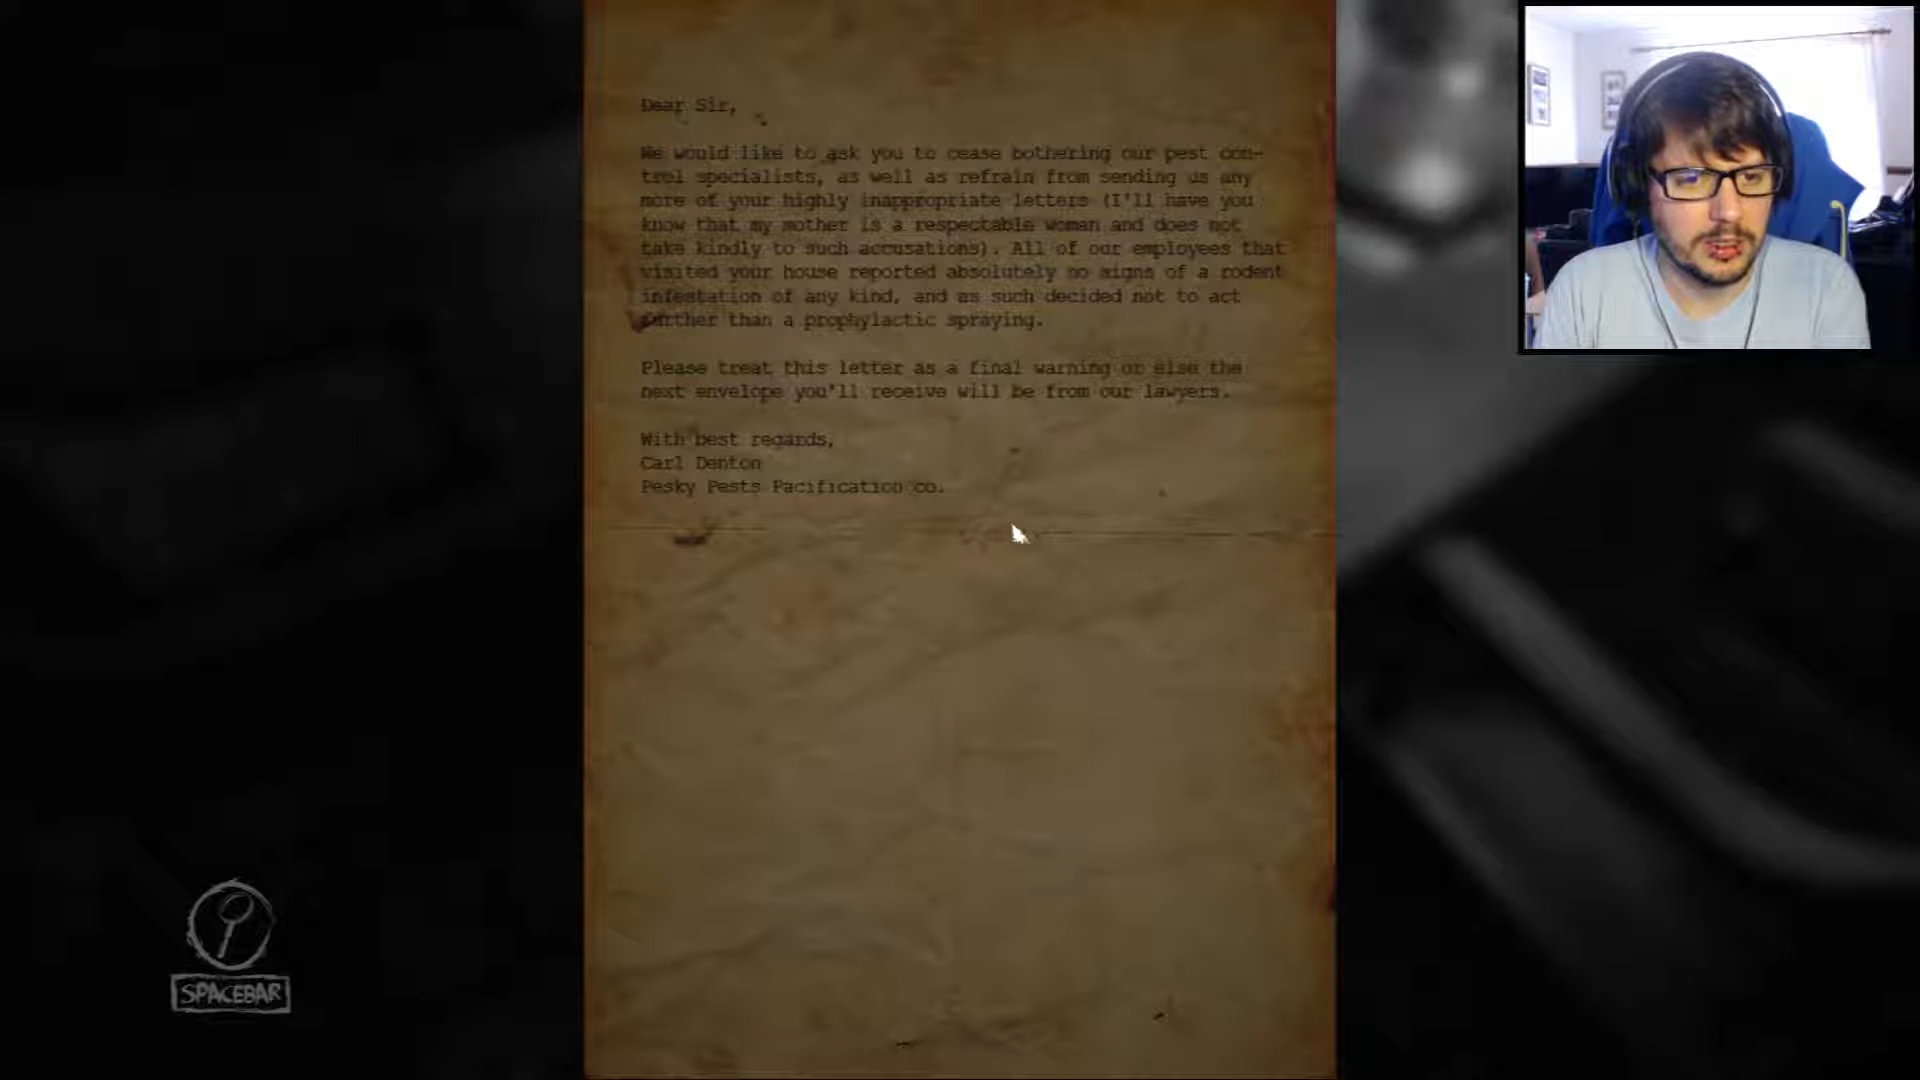 Dear Sir,
We would like to ask you to cease bothering our pest con-
trol specialists, as well as refrain from sending us any
more of your highly inappropriate letters (I'll have you
know that my mother is a respectable woman and does not
take kindly to such accusations). All of our employees that
visited your house reported absolutely no signs of a rodent
infestation of any kind, and as such decided not to act
further than a prophylactic spraying.
Please treat this letter as a final warning or else the
next envelope you'll receive will be from our lawyers.
With best regards,
Carl Denton
Pesky Pests Pacification co.
SPACEBAR